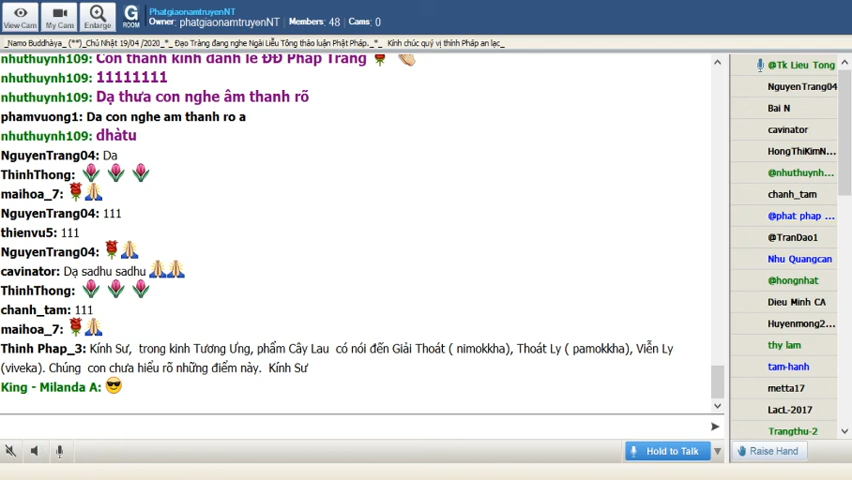 View Cam
My Cam
Enlarge
G
ROOM
PhatgiaonamtruyenNT
Owner: phatgiaonamtruyenNT Members: 48 Cams: 0
_Namo Buddhàya_ (**)_Chủ Nhật 19/04 /2020_*_ Đạo Tràng đang nghe Ngài Liễu Tông thảo luận Phật Pháp._*_ Kính chúc quý vị thính Pháp an lạc_
nhuthuynh109: Con thành kính đảnh lễ ĐĐ Pháp Trang
nhuthuynh109: 11111111
nhuthuynh109: Dạ thưa con nghe âm thanh rõ
phamvuong1: Da con nghe am thanh ro a
nhuthuynh109: dhàtu
NguyenTrang04: Da
ThinhThong:
maihoa_7:
NguyenTrang04: 111
thienvu5: 111
NguyenTrang04:
cavinator: Dạ sadhu sadhu
ThinhThong:
chanh_tam: 111
maihoa_7:
Thinh Phap_3: Kính Sư, trong kinh Tương Ưng, phẩm Cây Lau có nói đến Giải Thoát ( nimokkha), Thoát Ly ( pamokkha), Viễn Ly
(viveka). Chúng con chưa hiểu rõ những điểm này. Kính Sư
King - Milanda A:
Hold to Talk
@Tk Lieu Tong
NguyenTrang04
Bai N
cavinator
HongThiKimN...
@nhuthuynh...
chanh_tam
@phat phap ...
@TranDao1
Nhu Quangcan
@hongnhat
Dieu Minh CA
Huyenmong2...
thy lam
tam-hanh
metta17
LacL-2017
Trangthu-2
Raise Hand